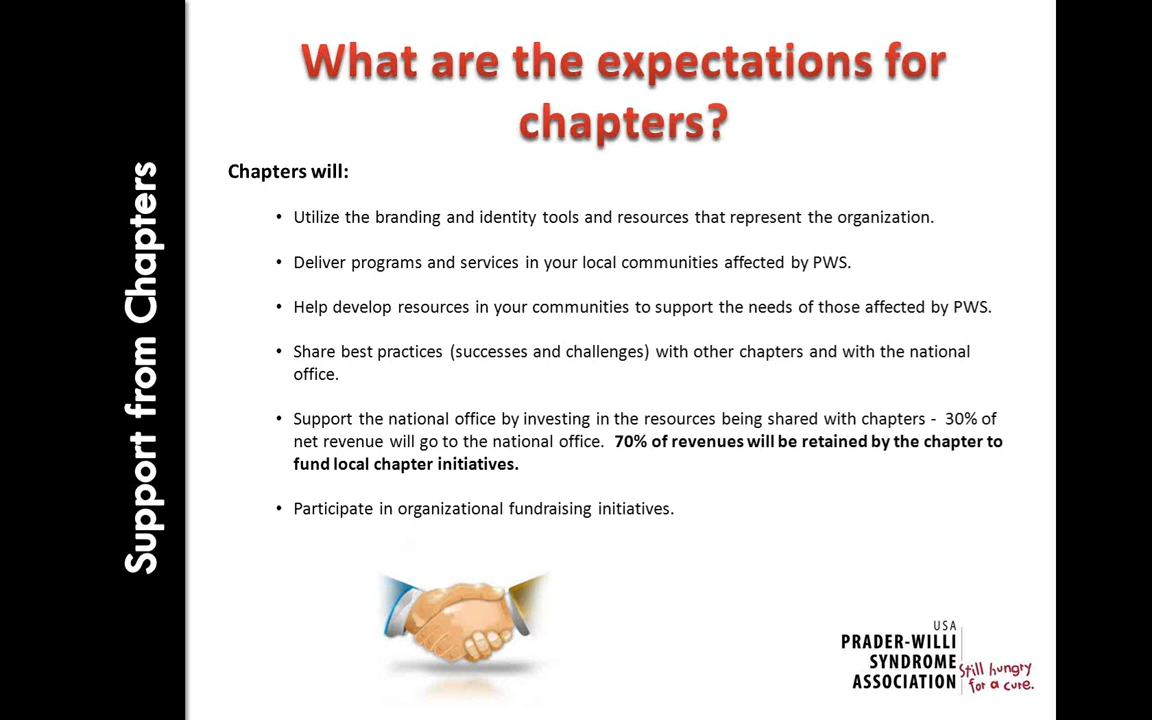 What are the expectations for
chapters?
Support from Chapters
Chapters will:
• Utilize the branding and identity tools and resources that represent the organization.
• Deliver programs and services in your local communities affected by PWS.
• Help develop resources in your communities to support the needs of those affected by PWS.
• Share best practices (successes and challenges) with other chapters and with the national
office.
• Support the national office by investing in the resources being shared with chapters - 30% of
net revenue will go to the national office. 70% of revenues will be retained by the chapter to
fund local chapter initiatives.
• Participate in organizational fundraising initiatives.
USA
PRADER-WILLI
SYNDROME
ASSOCIATION
Still hungry
for a cure.